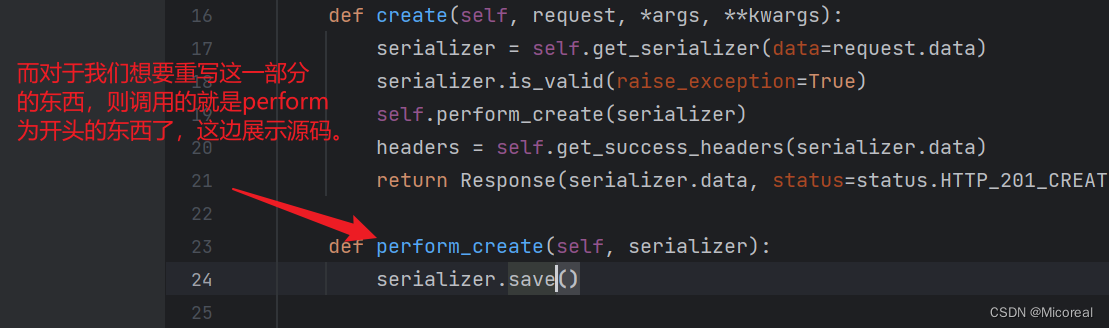 16 def create(self, request, *args, **kwargs):
17 serializer = self.get_serializer(data=request.data)
18 serializer.is_valid(raise_exception=True)
19 self.perform_create(serializer)
20 headers = self.get_success_headers(serializer.data)
21 return Response(serializer.data, status=status.HTTP_201_CREAT
22
23 def perform_create(self, serializer):
24 serializer.save()
25
而对于我们想要重写这一部分
的东西，则调用的就是perform
为开头的东西了，这边展示源码。
CSDN @Micoreal